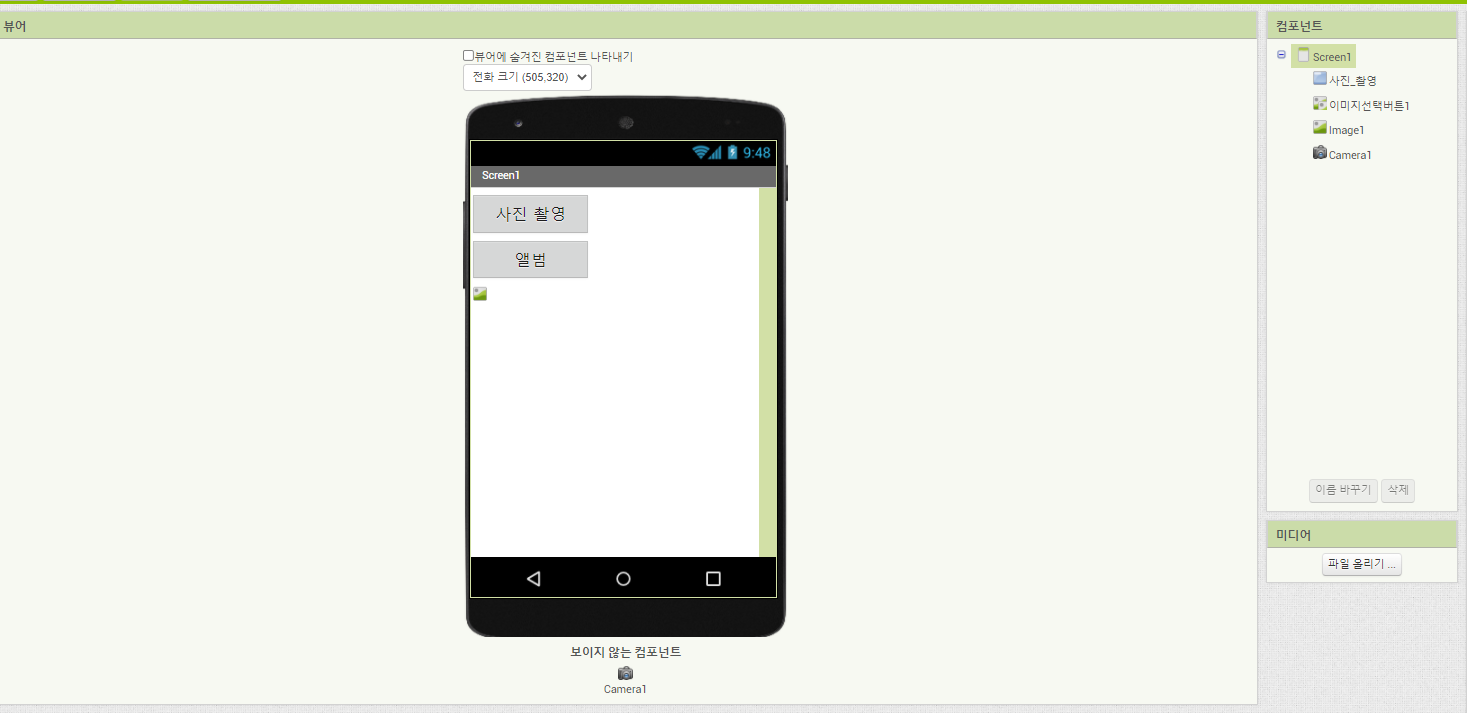 뷰어
뷰어에 숨겨진 컴포넌트 나타내기
전화 크기 (505,320)
9:48
Screen1
사진 촬영
앨범
보이지 않는 컴포넌트
Camera1
컴포넌트
Screen1
사진_촬영
이미지선택버튼1
Image1
Camera1
이름 바꾸기 삭제
미디어
파일 올리기 ...